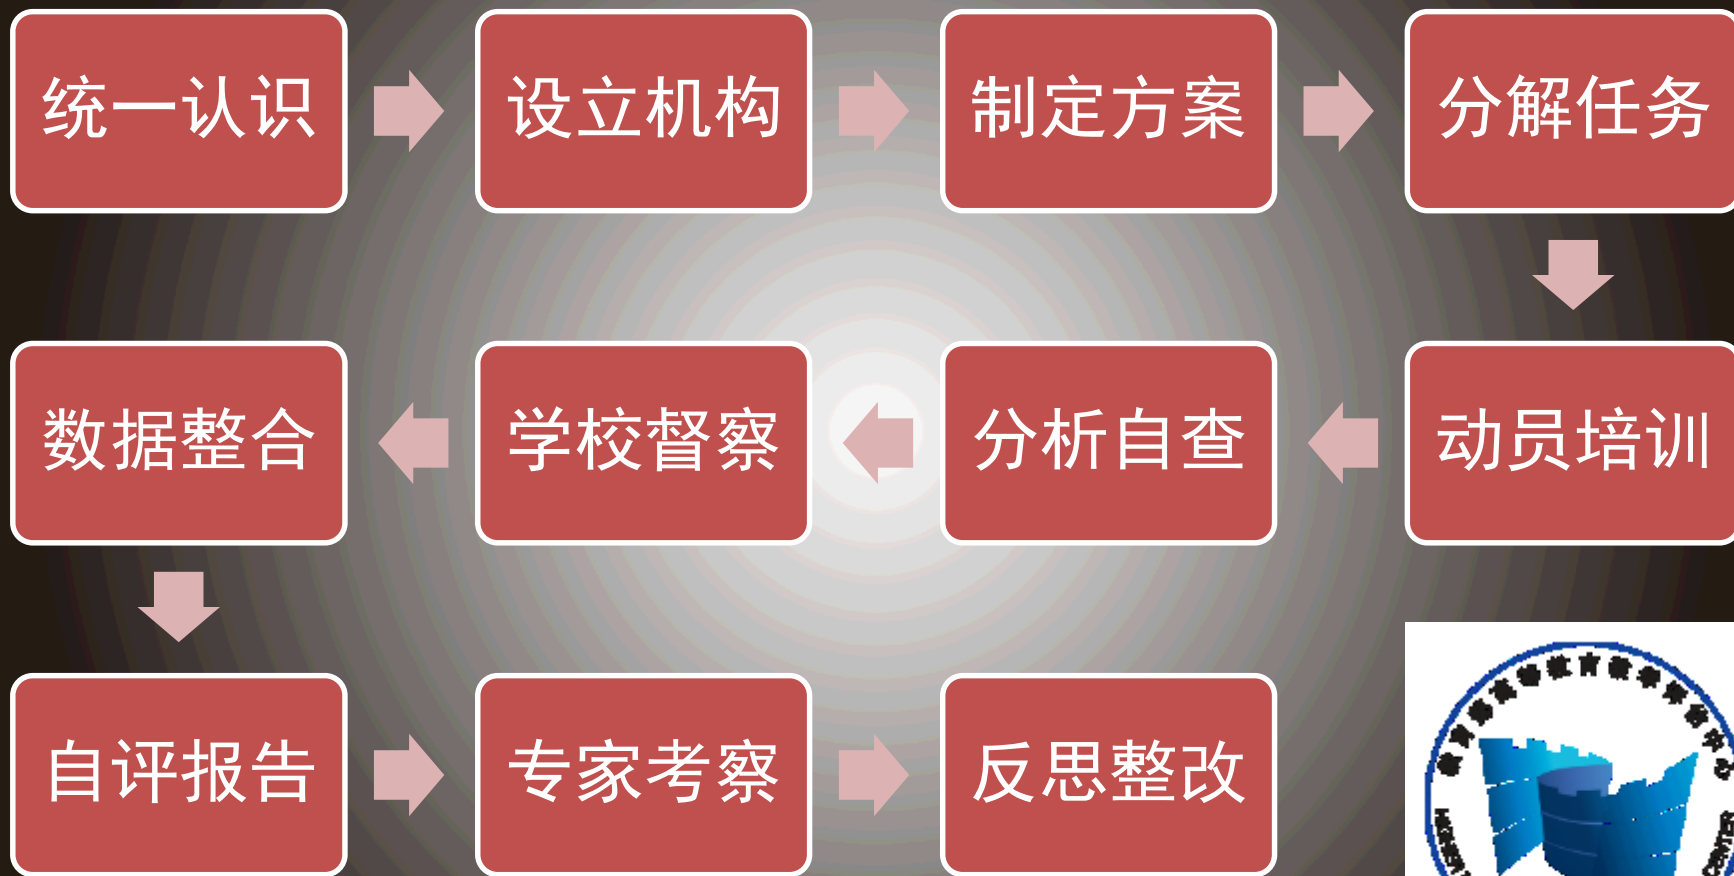 统一认识
设立机构
制定方案
分解任务
动员培训
分析自查
学校督察
数据整合
自评报告
专家考察
反思整改